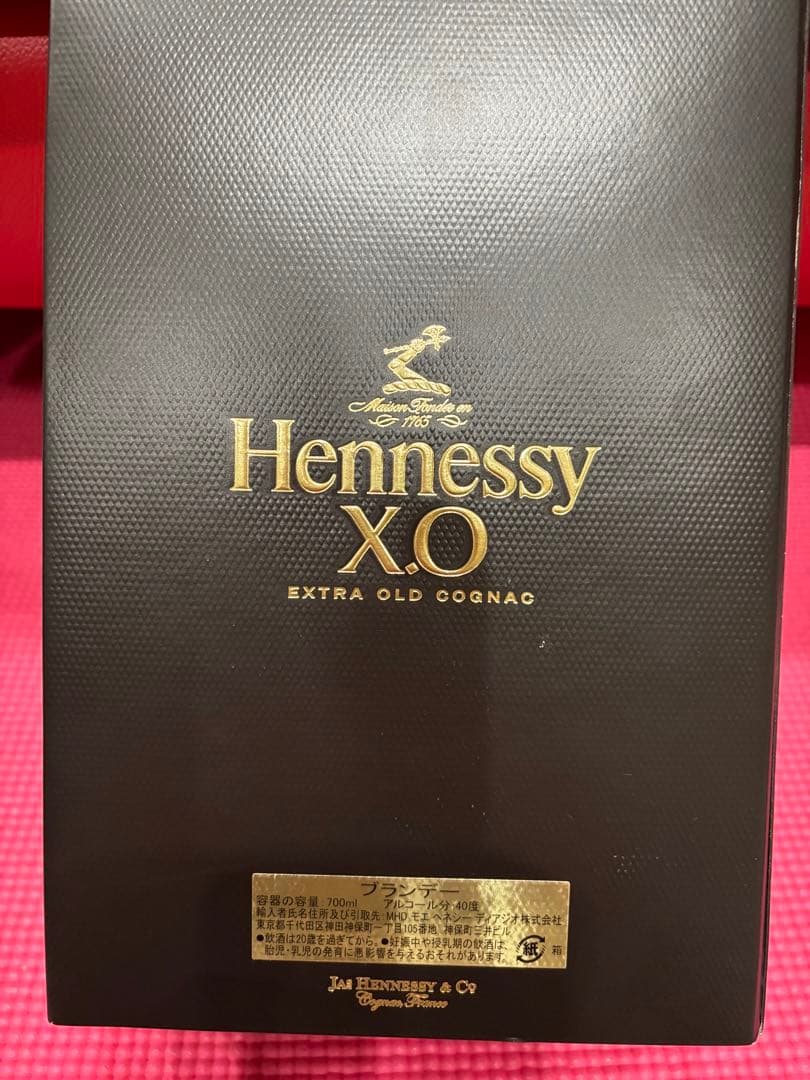 Maison Fondée en
1765
Hennessy
X.O
EXTRA OLD COGNAC
ブランデー
容器の容量:700ml アルコール分:40度
輸入者氏名住所及び引取先:MHD モエ ヘネシー ディアジオ株式会社
東京都千代田区神田神保町一丁目105番地 神保町三井ビル
●飲酒は20歳を過ぎてから。●妊娠中や授乳期の飲酒は、
胎児・乳児の発育に悪影響を与えるおそれがあります。
紙 箱
JAs HENNESSY & Co
Cognac, France